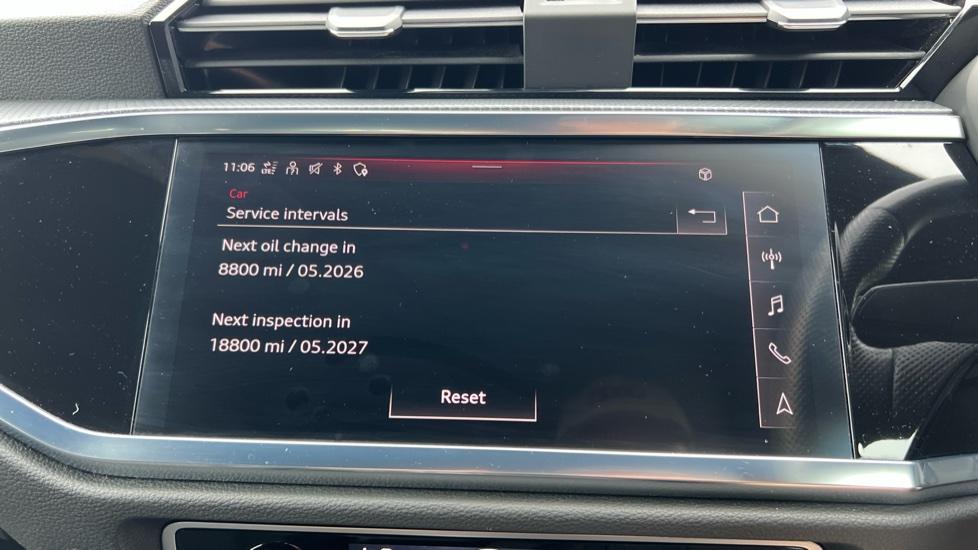 11:06
Car
Service intervals
Next oil change in
8800 mi / 05.2026
Next inspection in
18800 mi / 05.2027
Reset